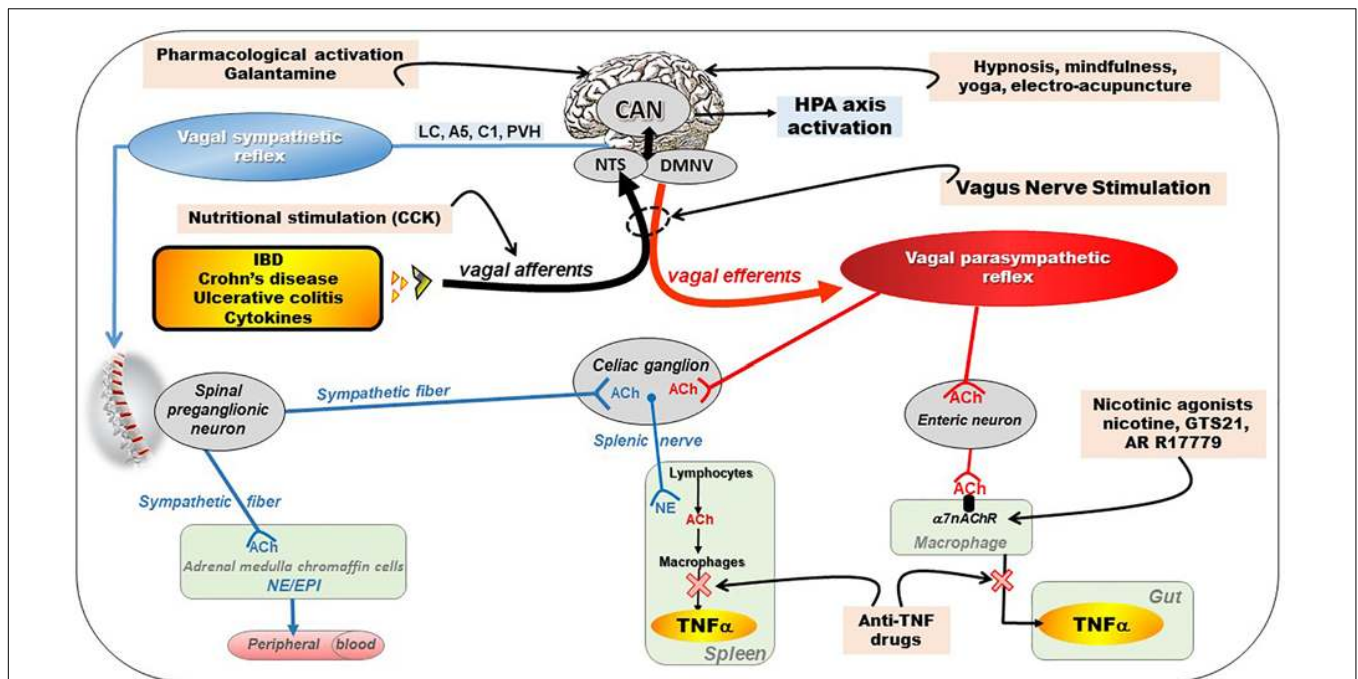 Pharmacological activation
Galantamine
Hypnosis, mindfulness,
yoga, electro-acupuncture
CAN
HPA axis
activation
Vagal sympathetic
reflex
LC, A5, C1, PVH
NTS
DMNV
Vagus Nerve Stimulation
Nutritional stimulation (CCK)
IBD
Crohn's disease
Ulcerative colitis
Cytokines
vagal afferents
vagal efferents
Vagal parasympathetic
reflex
Spinal
preganglionic
neuron
Sympathetic fiber
Celiac ganglion
ACh
ACh
ACh
Enteric neuron
Nicotinic agonists
nicotine, GTS21,
AR R17779
Splenic nerve
Sympathetic fiber
Lymphocytes
NE
ACh
Macrophages
TNFα
Spleen
ACh
α7nAChR
Macrophage
ACh
Adrenal medulla chromaffin cells
NE/EPI
Peripheral blood
Anti-TNF
drugs
Gut
TNFα